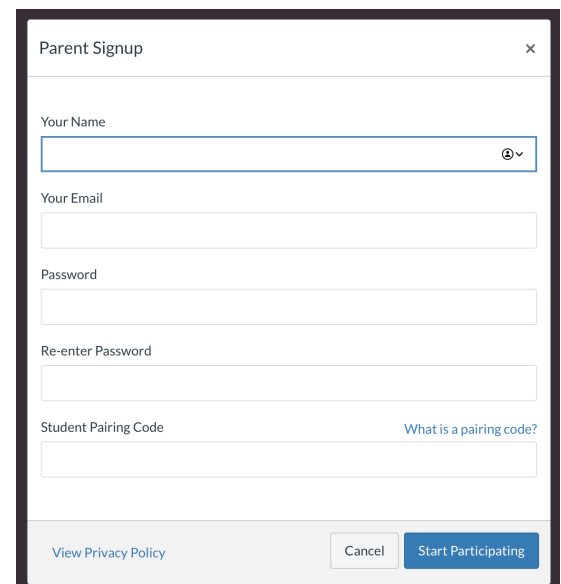 Parent Signup ×
Your Name
Your Email
Password
Re-enter Password
Student Pairing Code What is a pairing code?
View Privacy Policy Cancel Start Participating